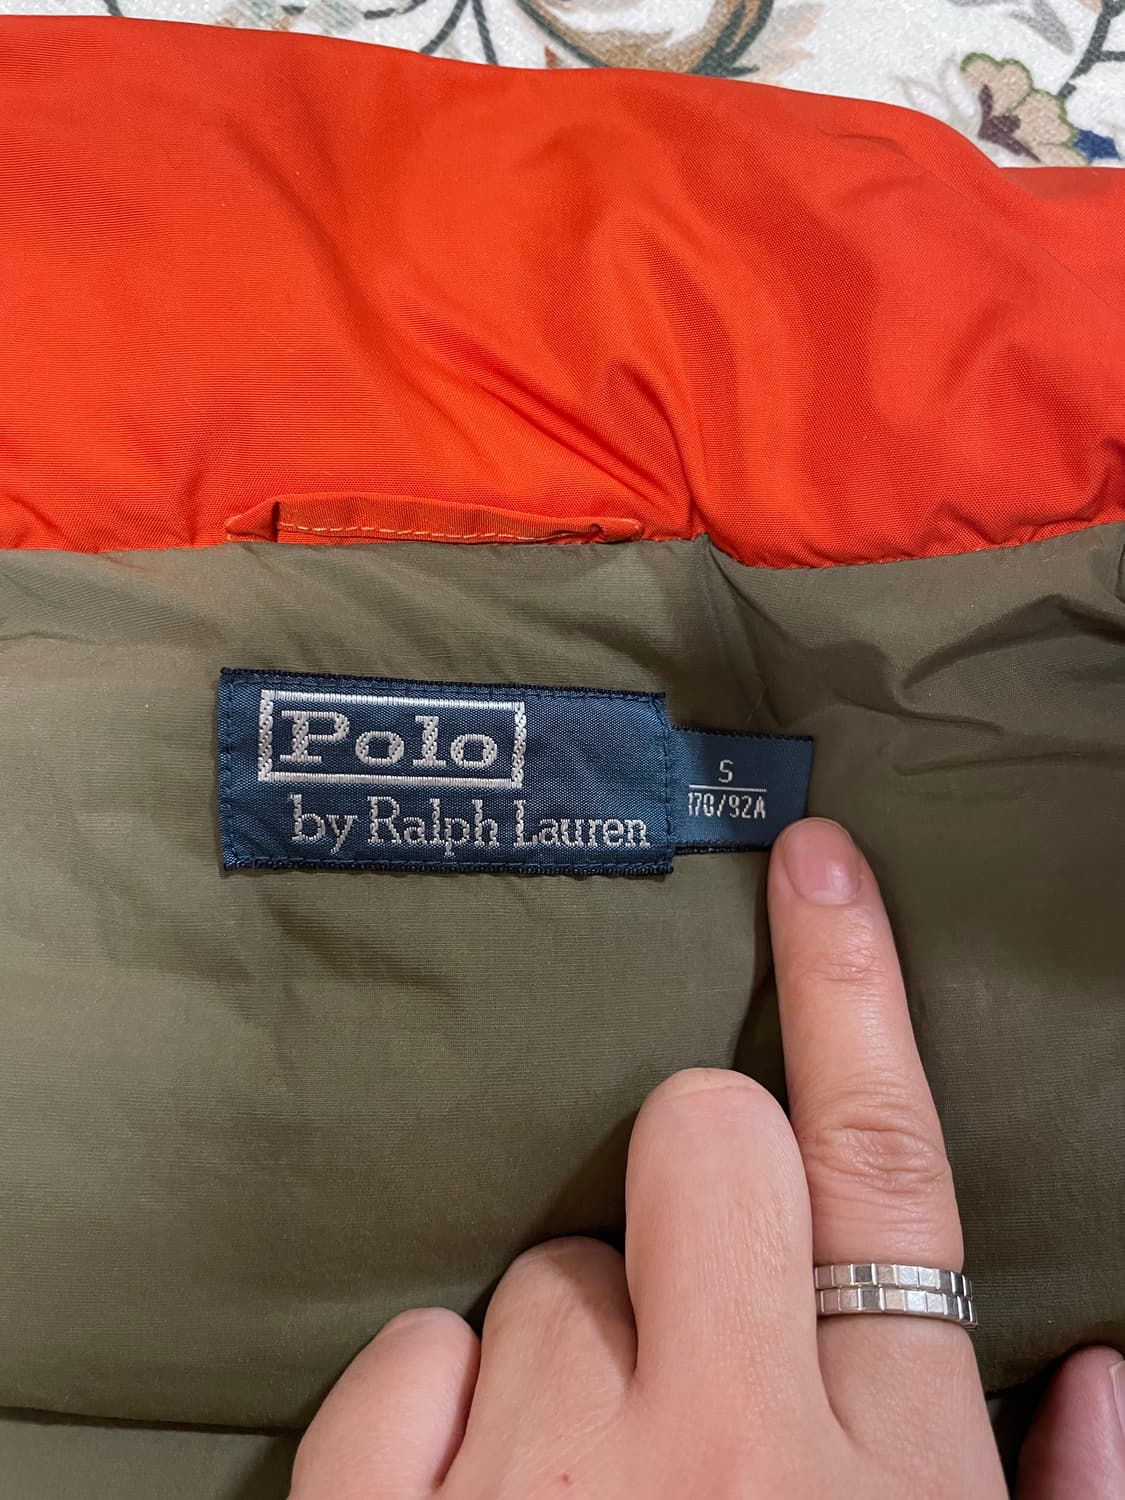 Polo
by Ralph Lauren
S
170/92A